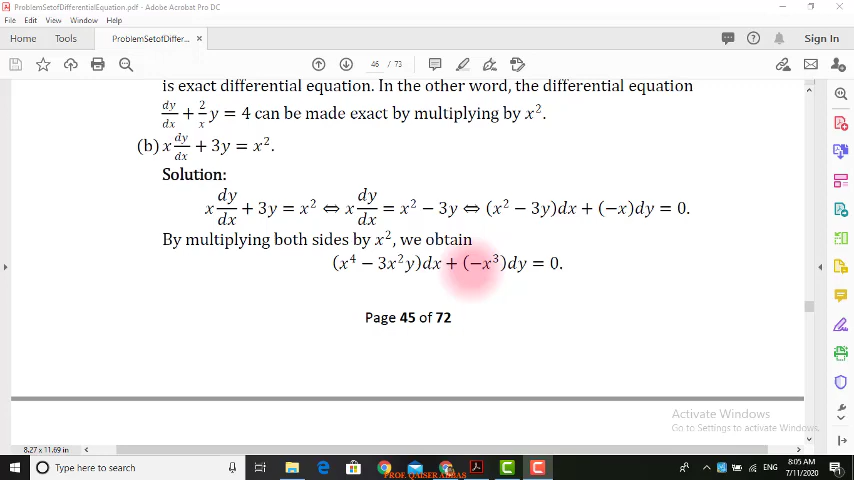 ProblemSetofDifferentialEquation.pdf - Adobe Acrobat Pro DC
File Edit View Window Help
Home Tools ProblemSetofDiffer... × Sign In
46 / 73
is exact differential equation. In the other word, the differential equation
dy/dx + 2/x y = 4 can be made exact by multiplying by x².
(b) x dy/dx + 3y = x².
Solution:
x dy/dx + 3y = x² ⇔ x dy/dx = x² − 3y ⇔ (x² − 3y)dx + (−x)dy = 0.
By multiplying both sides by x², we obtain
(x⁴ − 3x²y)dx + (−x³)dy = 0.
Page 45 of 72
Activate Windows
Go to Settings to activate Windows.
8.27 x 11.69 in
Type here to search
PROF. QAISER ABBAS
ENG
8:05 AM
7/11/2020